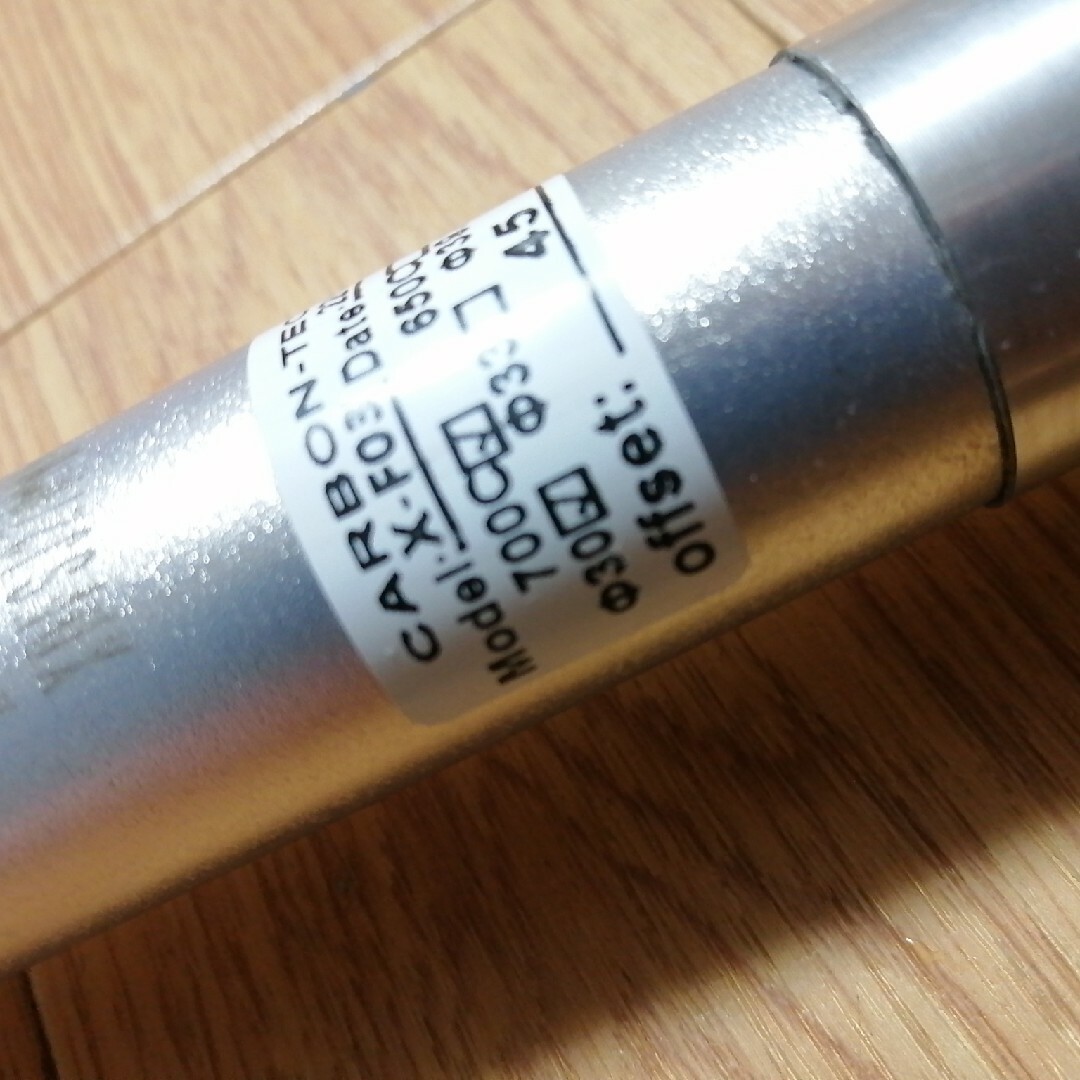 CARBON-TE
Model: X-F03 Date:
700C ☑ 650C
Φ30 ☑ Φ33 ☐
Offset: 45